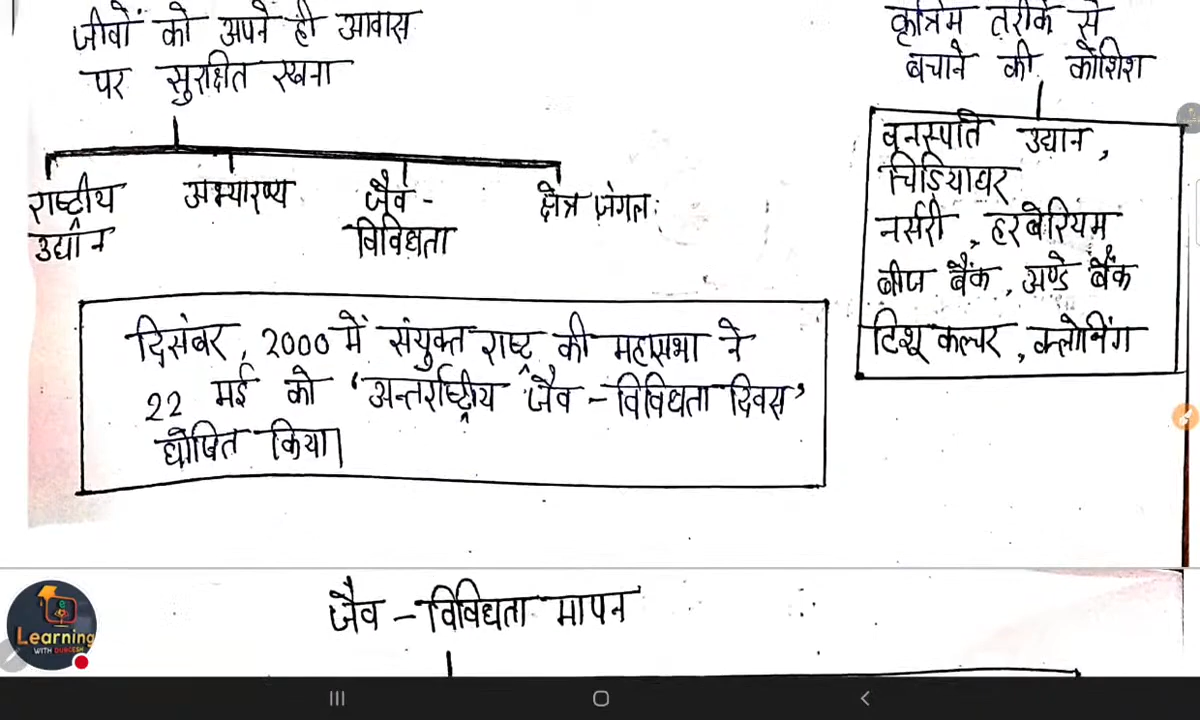 जीवों को अपने ही आवास
पर सुरक्षित रखना
राष्ट्रीय
उद्यान
अभ्यारण्य
जैव -
विविधता
क्षेत्र जंगल
कृत्रिम तरीके से
बचाने की कोशिश
वनस्पति उद्यान,
चिड़ियाघर
नर्सरी, हरबेरियम
बीज बैंक, अण्डे बैंक
टिशू कल्चर, क्लोनिंग
दिसंबर, 2000 में संयुक्त राष्ट्र की महासभा ने
22 मई को 'अन्तर्राष्ट्रीय जैव - विविधता दिवस'
घोषित किया।
जैव - विविधता मापन
Learning
WITH DURGESH